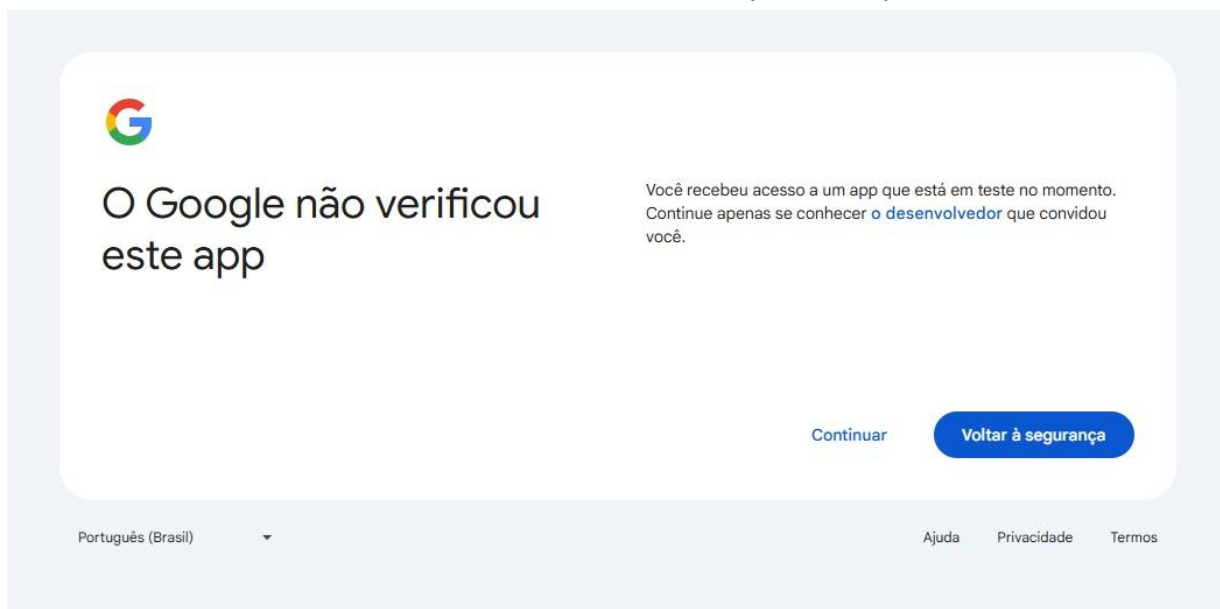 O Google não verificou
este app
Você recebeu acesso a um app que está em teste no momento.
Continue apenas se conhecer o desenvolvedor que convidou
você.
Continuar
Voltar à segurança
Português (Brasil)
Ajuda
Privacidade
Termos